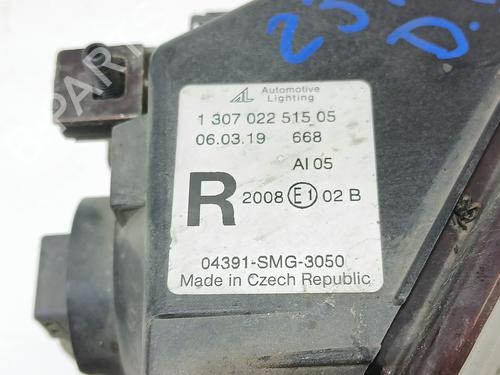 Automotive
Lighting
1 307 022 515 05
06.03.19 668
AI 05
R 2008 E1 02 B
04391-SMG-3050
Made in Czech Republic